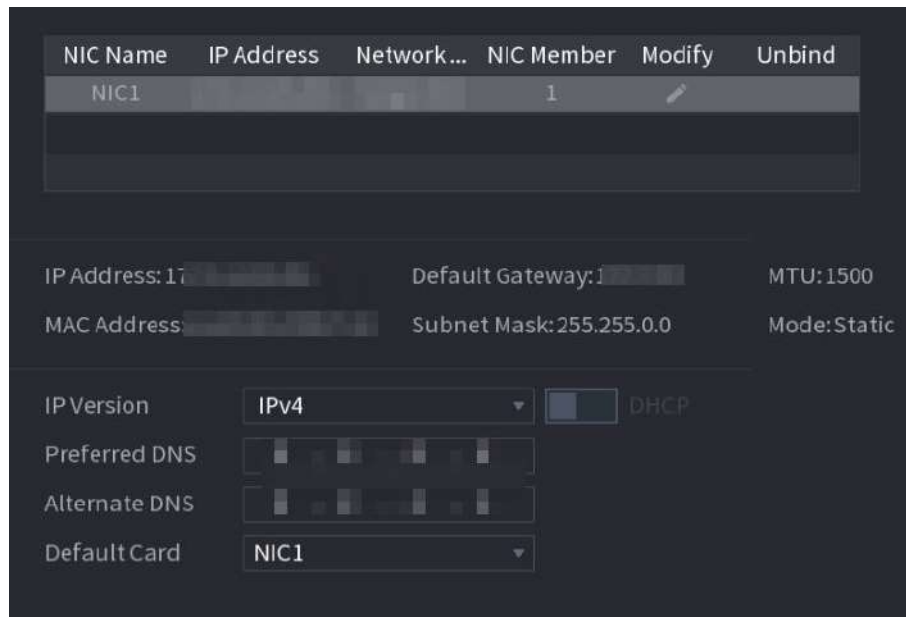 NIC Name IP Address Network... NIC Member Modify Unbind
NIC1 1
IP Address:17 Default Gateway:1 MTU:1500
MAC Address: Subnet Mask:255.255.0.0 Mode:Static
IP Version IPv4 DHCP
Preferred DNS
Alternate DNS
Default Card NIC1